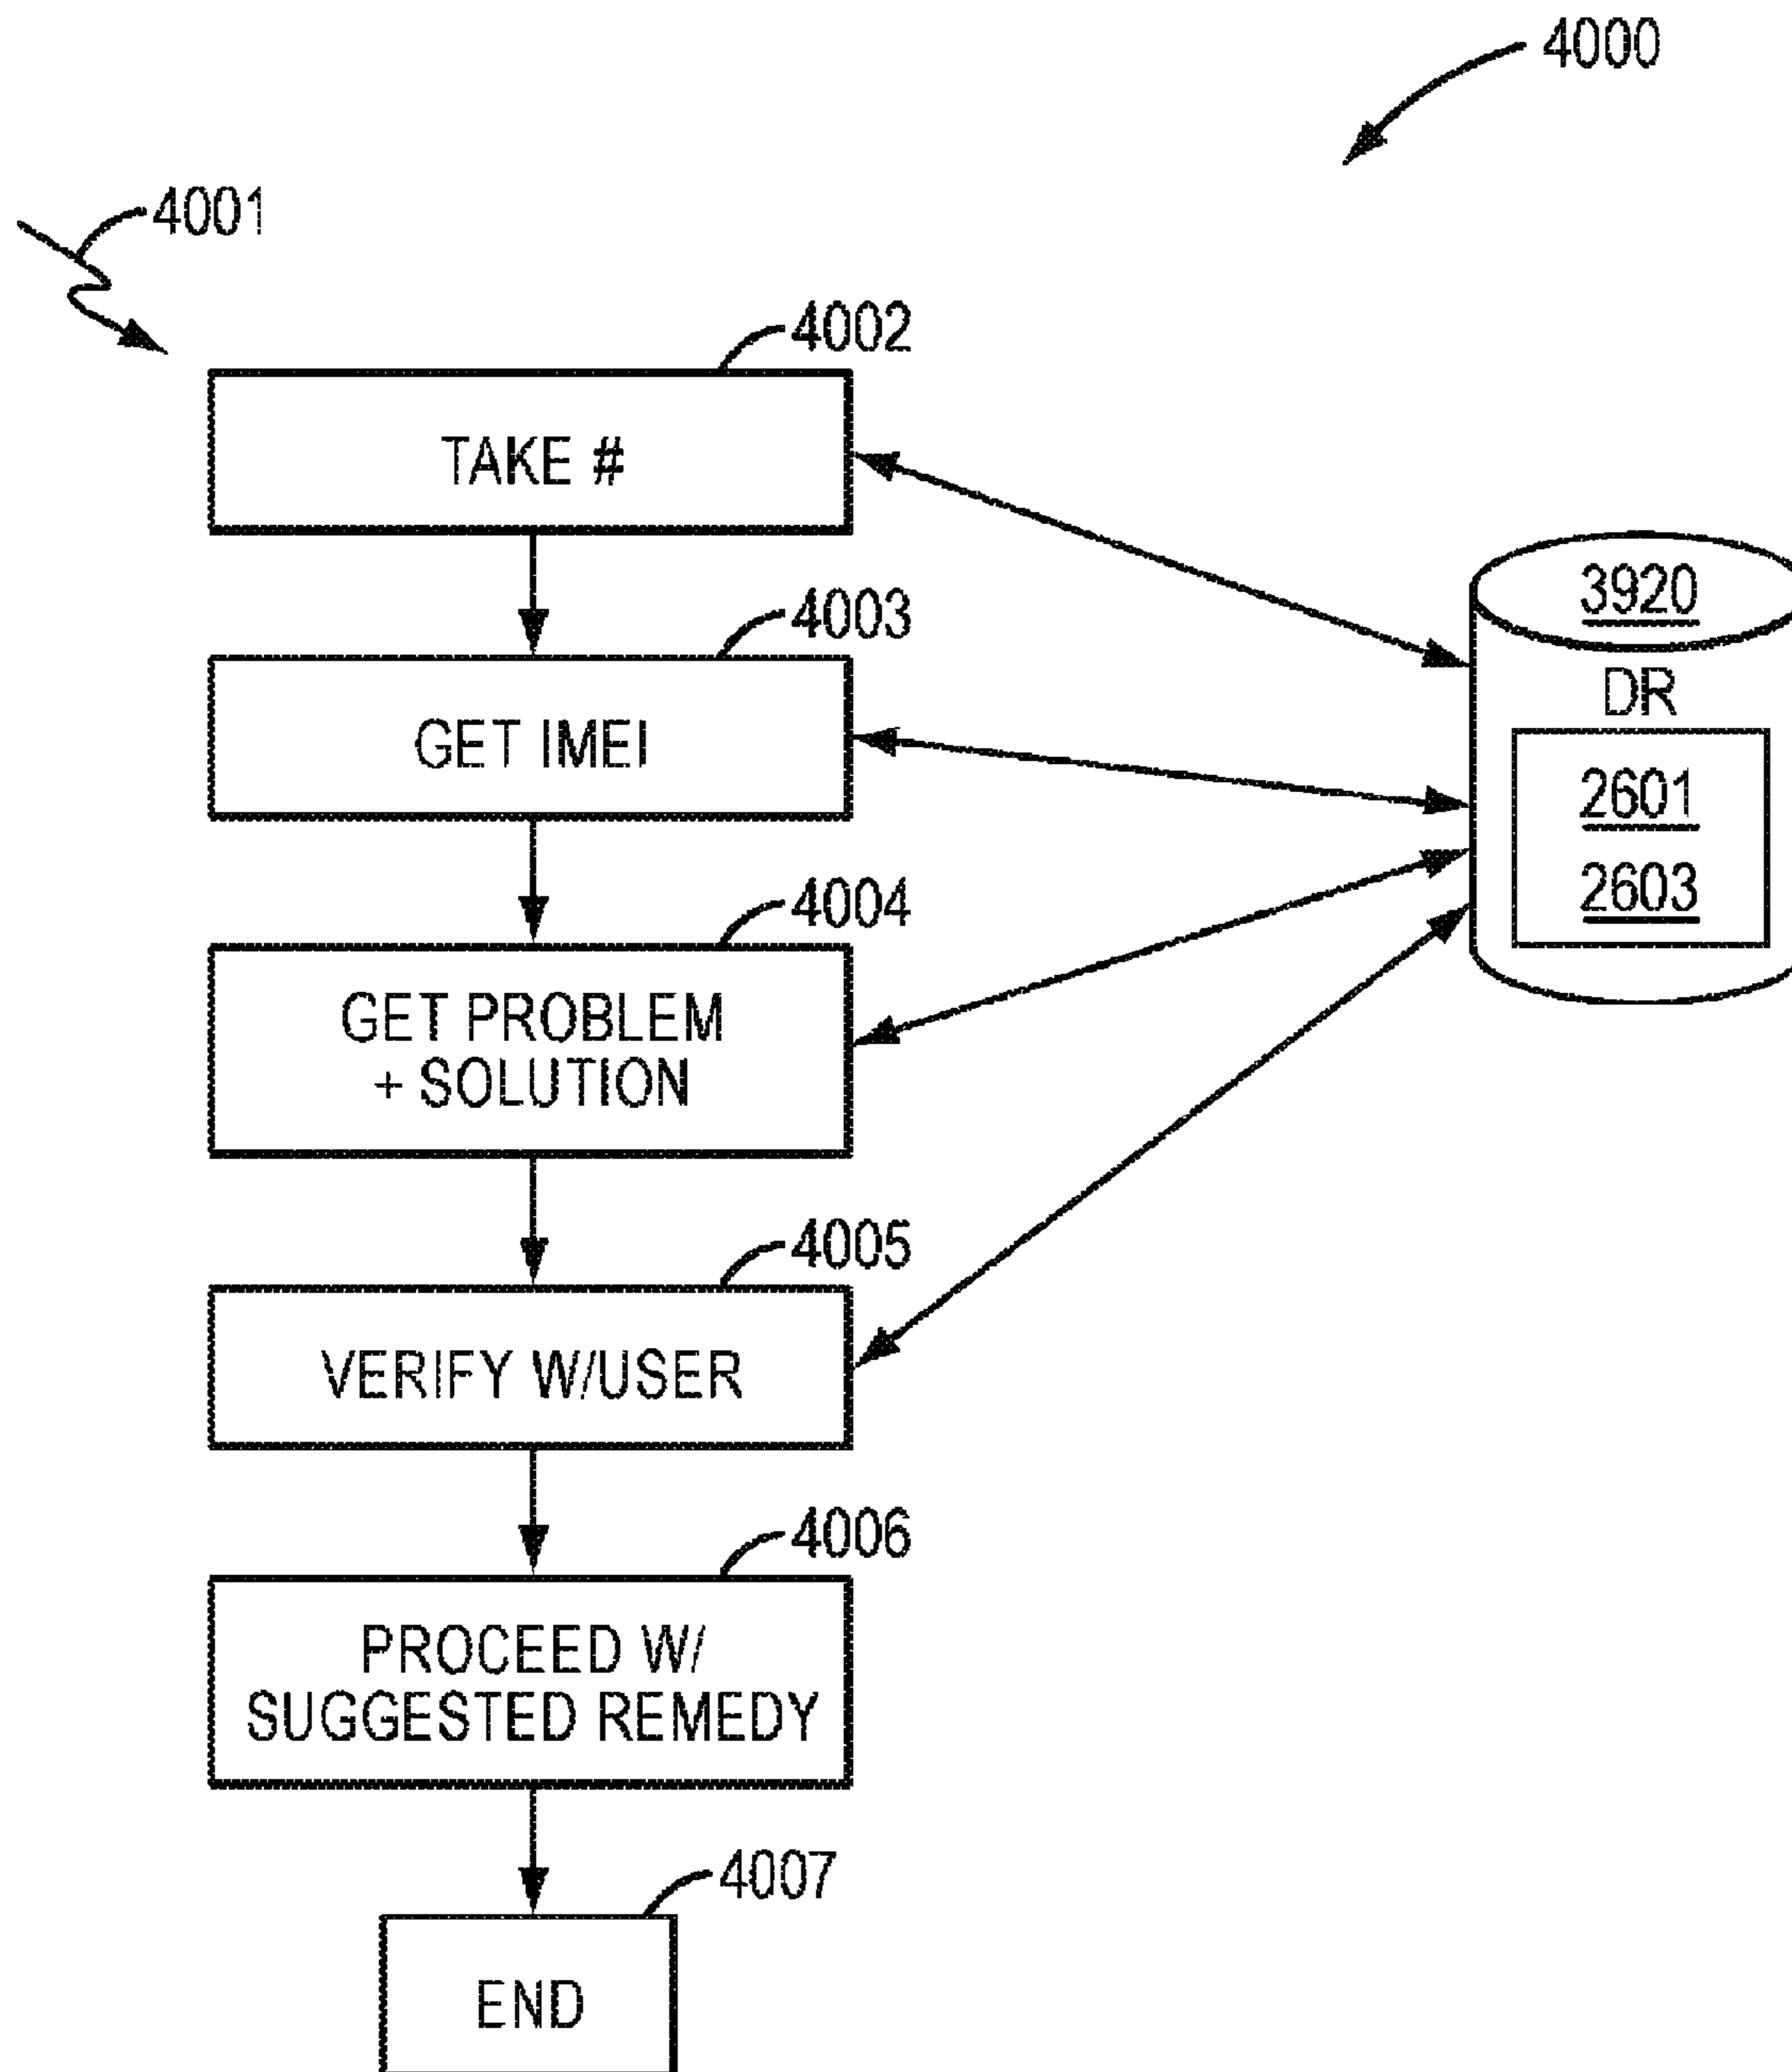 4000
4001
4002
TAKE #
4003
GET IMEI
4004
GET PROBLEM
+ SOLUTION
4005
VERIFY W/USER
4006
PROCEED W/
SUGGESTED REMEDY
4007
END
3920
DR
2601
2603